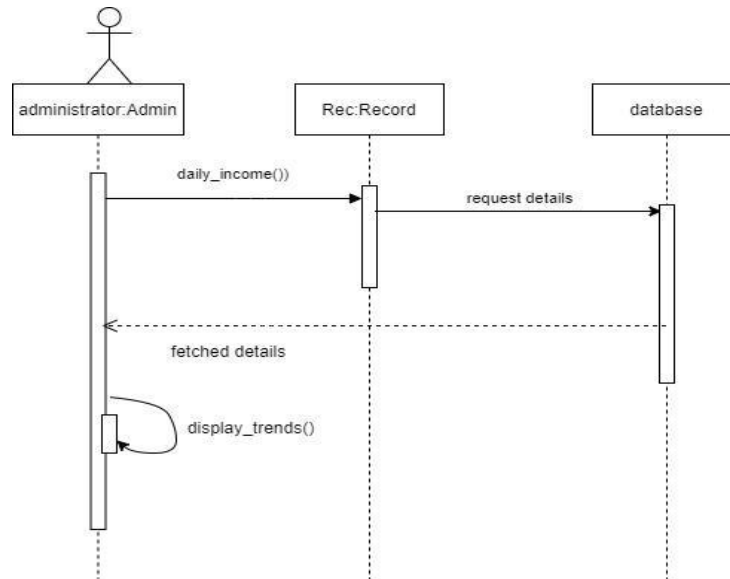 administrator:Admin
Rec:Record
database
daily_income())
request details
fetched details
display_trends()